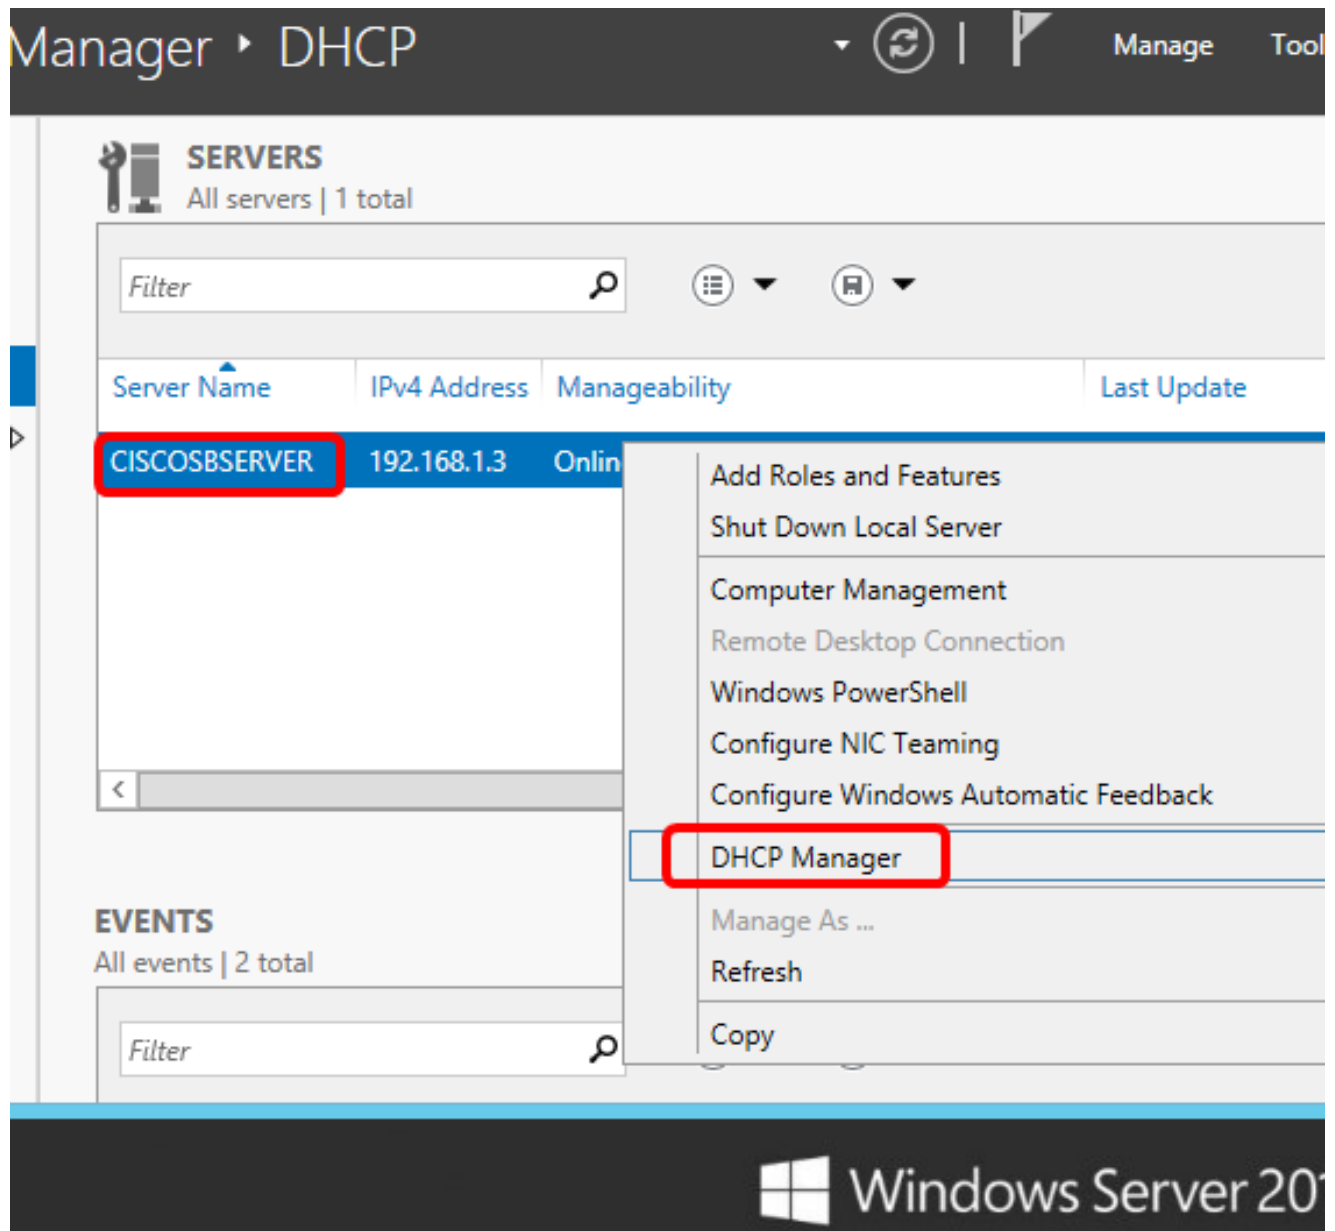 Manager ‣ DHCP
Manage Tool
SERVERS
All servers | 1 total
Filter
Server Name IPv4 Address Manageability Last Update
CISCOSBSERVER 192.168.1.3 Onlin
Add Roles and Features
Shut Down Local Server
Computer Management
Remote Desktop Connection
Windows PowerShell
Configure NIC Teaming
Configure Windows Automatic Feedback
DHCP Manager
Manage As ...
Refresh
Copy
EVENTS
All events | 2 total
Filter
Windows Server 201